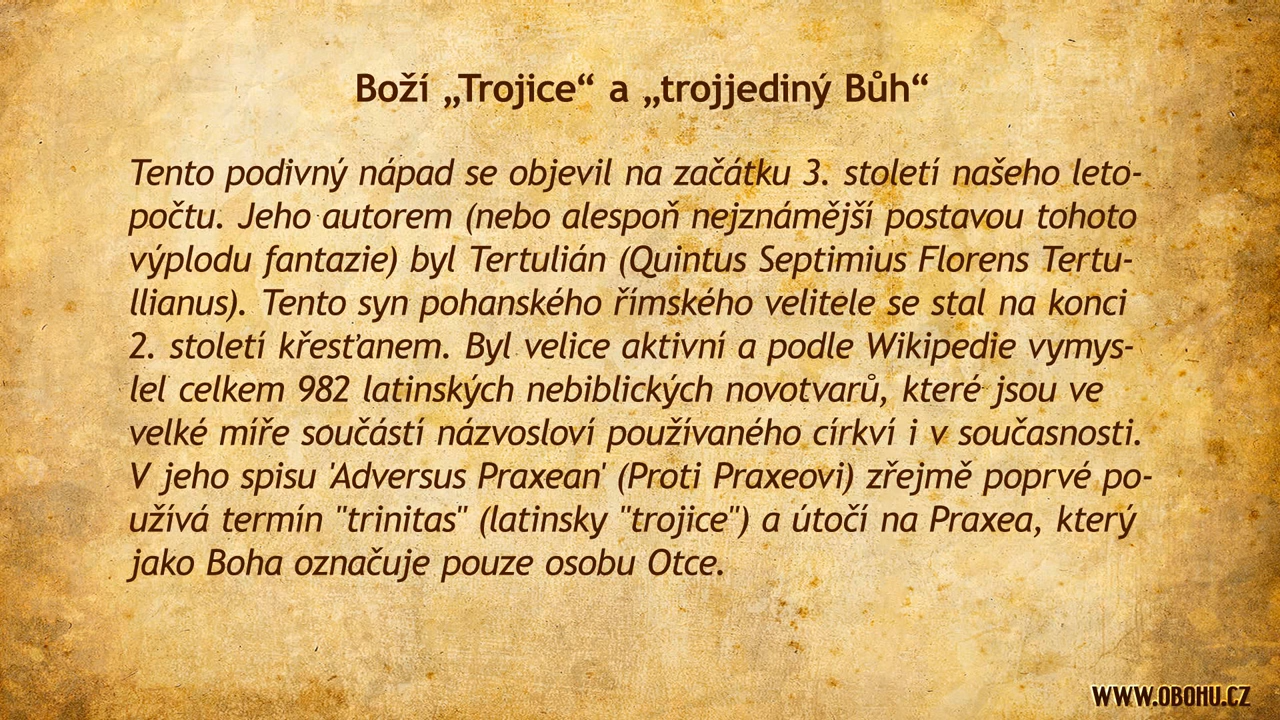 Boží „Trojice“ a „trojjediný Bůh“
Tento podivný nápad se objevil na začátku 3. století našeho leto-
počtu. Jeho autorem (nebo alespoň nejznámější postavou tohoto
výplodu fantazie) byl Tertulián (Quintus Septimius Florens Tertu-
llianus). Tento syn pohanského římského velitele se stal na konci
2. století křesťanem. Byl velice aktivní a podle Wikipedie vymys-
lel celkem 982 latinských nebiblických novotvarů, které jsou ve
velké míře součástí názvosloví používaného církví i v současnosti.
V jeho spisu 'Adversus Praxean' (Proti Praxeovi) zřejmě poprvé po-
užívá termín "trinitas" (latinsky "trojice") a útočí na Praxea, který
jako Boha označuje pouze osobu Otce.
WWW.OBOHU.CZ